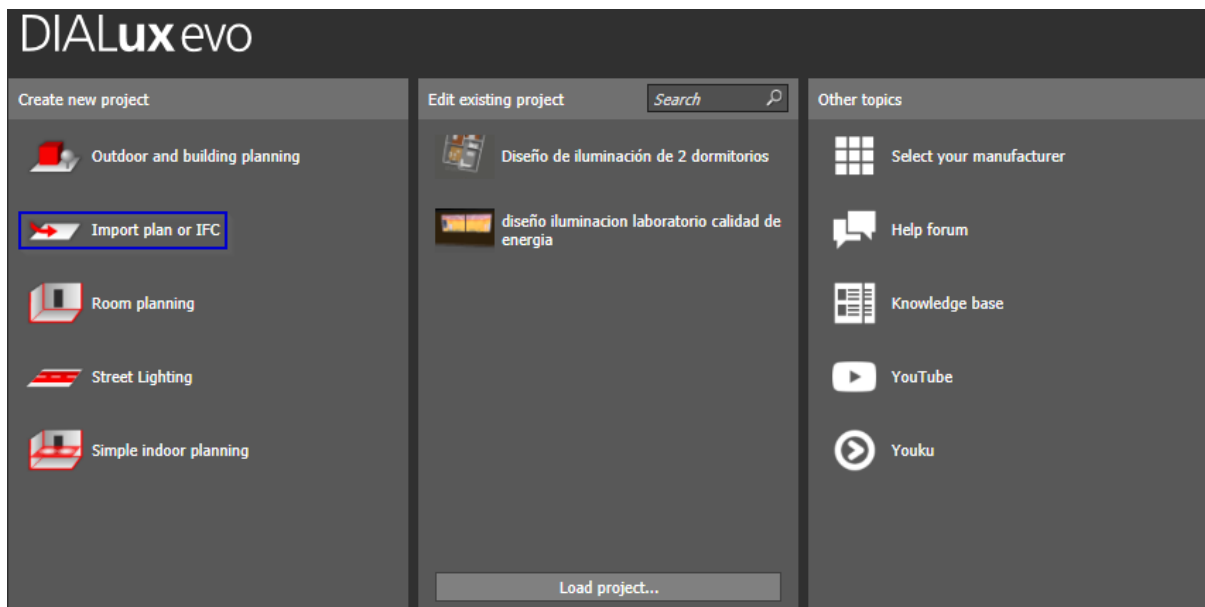 DIALux evo
Create new project
Outdoor and building planning
Import plan or IFC
Room planning
Street Lighting
Simple indoor planning
Edit existing project
Search
Diseño de iluminación de 2 dormitorios
diseño iluminacion laboratorio calidad de
energia
Load project...
Other topics
Select your manufacturer
Help forum
Knowledge base
YouTube
Youku